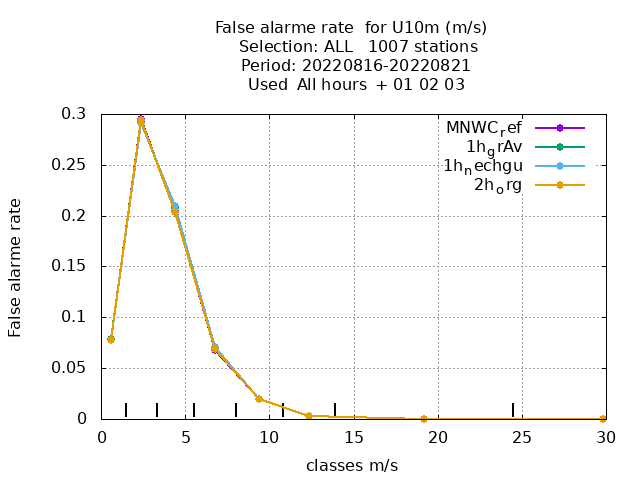 False alarme rate  for U10m (m/s)
Selection: ALL   1007 stations
Period: 20220816-20220821
Used  All hours  + 01 02 03
MNWC_ref
1h_grAv
1h_nechgu
2h_org
0.3
0.25
0.2
0.15
0.1
0.05
0
False alarme rate
0 5 10 15 20 25 30
classes m/s